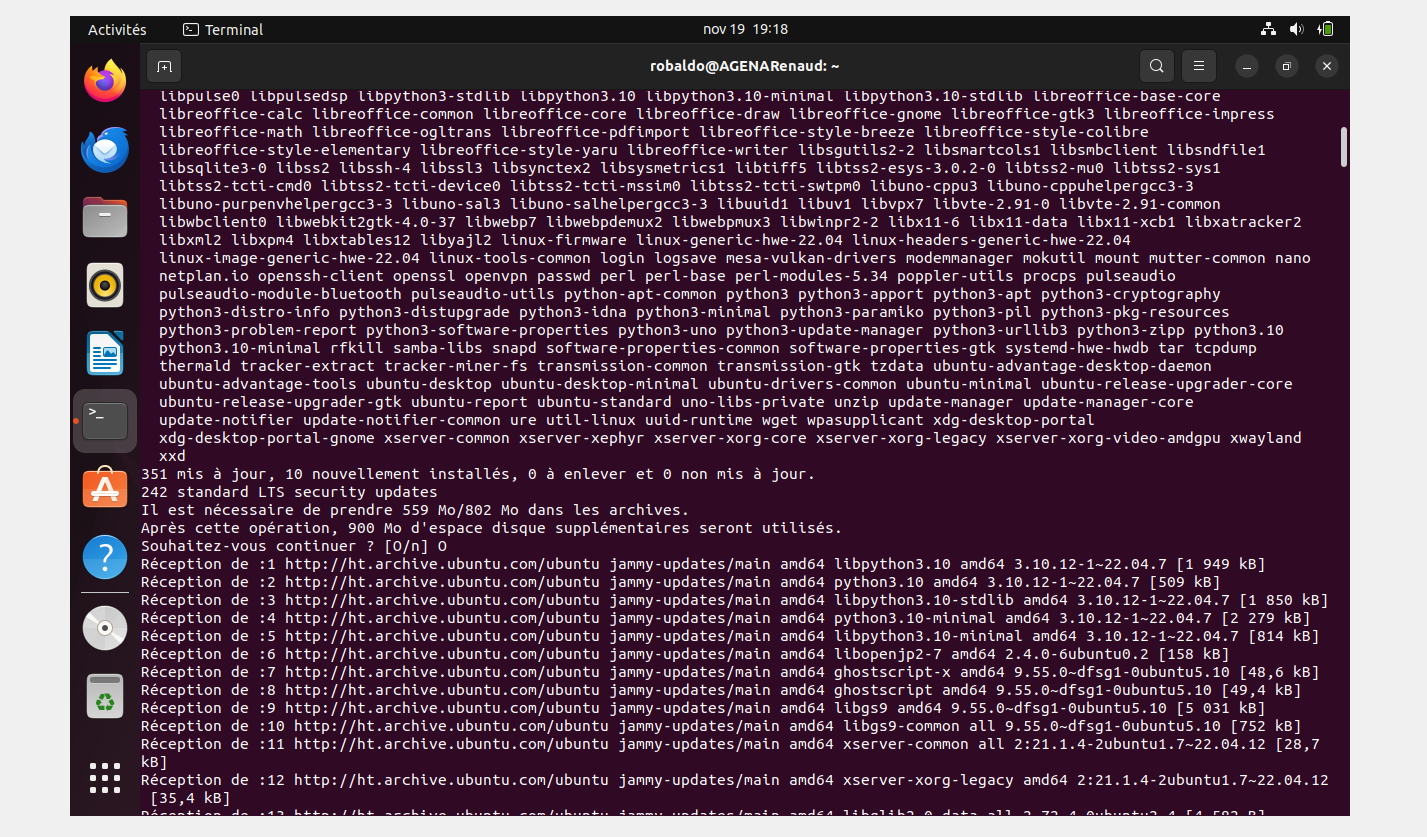 Activités
Terminal
nov 19 19:18
robaldo@AGENARenaud: ~
libpulse0 libpulsedsp libpython3-stdlib libpython3.10 libpython3.10-minimal libpython3.10-stdlib libreoffice-base-core
libreoffice-calc libreoffice-common libreoffice-core libreoffice-draw libreoffice-gnome libreoffice-gtk3 libreoffice-impress
libreoffice-math libreoffice-ogltrans libreoffice-pdfimport libreoffice-style-breeze libreoffice-style-colibre
libreoffice-style-elementary libreoffice-style-yaru libreoffice-writer libsgutils2-2 libsmartcols1 libsmbclient libsndfile1
libsqlite3-0 libss2 libssh-4 libssl3 libsynctex2 libsysmetrics1 libtiff5 libtss2-esys-3.0.2-0 libtss2-mu0 libtss2-sys1
libtss2-tcti-cmd0 libtss2-tcti-device0 libtss2-tcti-mssim0 libtss2-tcti-swtpm0 libuno-cppu3 libuno-cppuhelpergcc3-3
libuno-purpenvhelpergcc3-3 libuno-sal3 libuno-salhelpergcc3-3 libuuid1 libuv1 libvpx7 libvte-2.91-0 libvte-2.91-common
libwbclient0 libwebkit2gtk-4.0-37 libwebp7 libwebpdemux2 libwebpmux3 libwinpr2-2 libx11-6 libx11-data libx11-xcb1 libxatracker2
libxml2 libxpm4 libxtables12 libyajl2 linux-firmware linux-generic-hwe-22.04 linux-headers-generic-hwe-22.04
linux-image-generic-hwe-22.04 linux-tools-common login logsave mesa-vulkan-drivers modemmanager mokutil mount mutter-common nano
netplan.io openssh-client openssl openvpn passwd perl perl-base perl-modules-5.34 poppler-utils procps pulseaudio
pulseaudio-module-bluetooth pulseaudio-utils python-apt-common python3 python3-apport python3-apt python3-cryptography
python3-distro-info python3-distupgrade python3-idna python3-minimal python3-paramiko python3-pil python3-pkg-resources
python3-problem-report python3-software-properties python3-uno python3-update-manager python3-urllib3 python3-zipp python3.10
python3.10-minimal rfkill samba-libs snapd software-properties-common software-properties-gtk systemd-hwe-hwdb tar tcpdump
thermald tracker-extract tracker-miner-fs transmission-common transmission-gtk tzdata ubuntu-advantage-desktop-daemon
ubuntu-advantage-tools ubuntu-desktop ubuntu-desktop-minimal ubuntu-drivers-common ubuntu-minimal ubuntu-release-upgrader-core
ubuntu-release-upgrader-gtk ubuntu-report ubuntu-standard uno-libs-private unzip update-manager update-manager-core
update-notifier update-notifier-common ure util-linux uuid-runtime wget wpasupplicant xdg-desktop-portal
xdg-desktop-portal-gnome xserver-common xserver-xephyr xserver-xorg-core xserver-xorg-legacy xserver-xorg-video-amdgpu xwayland
xxd
351 mis à jour, 10 nouvellement installés, 0 à enlever et 0 non mis à jour.
242 standard LTS security updates
Il est nécessaire de prendre 559 Mo/802 Mo dans les archives.
Après cette opération, 900 Mo d'espace disque supplémentaires seront utilisés.
Souhaitez-vous continuer ? [O/n] O
Réception de :1 http://ht.archive.ubuntu.com/ubuntu jammy-updates/main amd64 libpython3.10 amd64 3.10.12-1~22.04.7 [1 949 kB]
Réception de :2 http://ht.archive.ubuntu.com/ubuntu jammy-updates/main amd64 python3.10 amd64 3.10.12-1~22.04.7 [509 kB]
Réception de :3 http://ht.archive.ubuntu.com/ubuntu jammy-updates/main amd64 libpython3.10-stdlib amd64 3.10.12-1~22.04.7 [1 850 kB]
Réception de :4 http://ht.archive.ubuntu.com/ubuntu jammy-updates/main amd64 python3.10-minimal amd64 3.10.12-1~22.04.7 [2 279 kB]
Réception de :5 http://ht.archive.ubuntu.com/ubuntu jammy-updates/main amd64 libpython3.10-minimal amd64 3.10.12-1~22.04.7 [814 kB]
Réception de :6 http://ht.archive.ubuntu.com/ubuntu jammy-updates/main amd64 libopenjp2-7 amd64 2.4.0-6ubuntu0.2 [158 kB]
Réception de :7 http://ht.archive.ubuntu.com/ubuntu jammy-updates/main amd64 ghostscript-x amd64 9.55.0~dfsg1-0ubuntu5.10 [48,6 kB]
Réception de :8 http://ht.archive.ubuntu.com/ubuntu jammy-updates/main amd64 ghostscript amd64 9.55.0~dfsg1-0ubuntu5.10 [49,4 kB]
Réception de :9 http://ht.archive.ubuntu.com/ubuntu jammy-updates/main amd64 libgs9 amd64 9.55.0~dfsg1-0ubuntu5.10 [5 031 kB]
Réception de :10 http://ht.archive.ubuntu.com/ubuntu jammy-updates/main amd64 libgs9-common all 9.55.0~dfsg1-0ubuntu5.10 [752 kB]
Réception de :11 http://ht.archive.ubuntu.com/ubuntu jammy-updates/main amd64 xserver-common all 2:21.1.4-2ubuntu1.7~22.04.12 [28,7
kB]
Réception de :12 http://ht.archive.ubuntu.com/ubuntu jammy-updates/main amd64 xserver-xorg-legacy amd64 2:21.1.4-2ubuntu1.7~22.04.12
[35,4 kB]